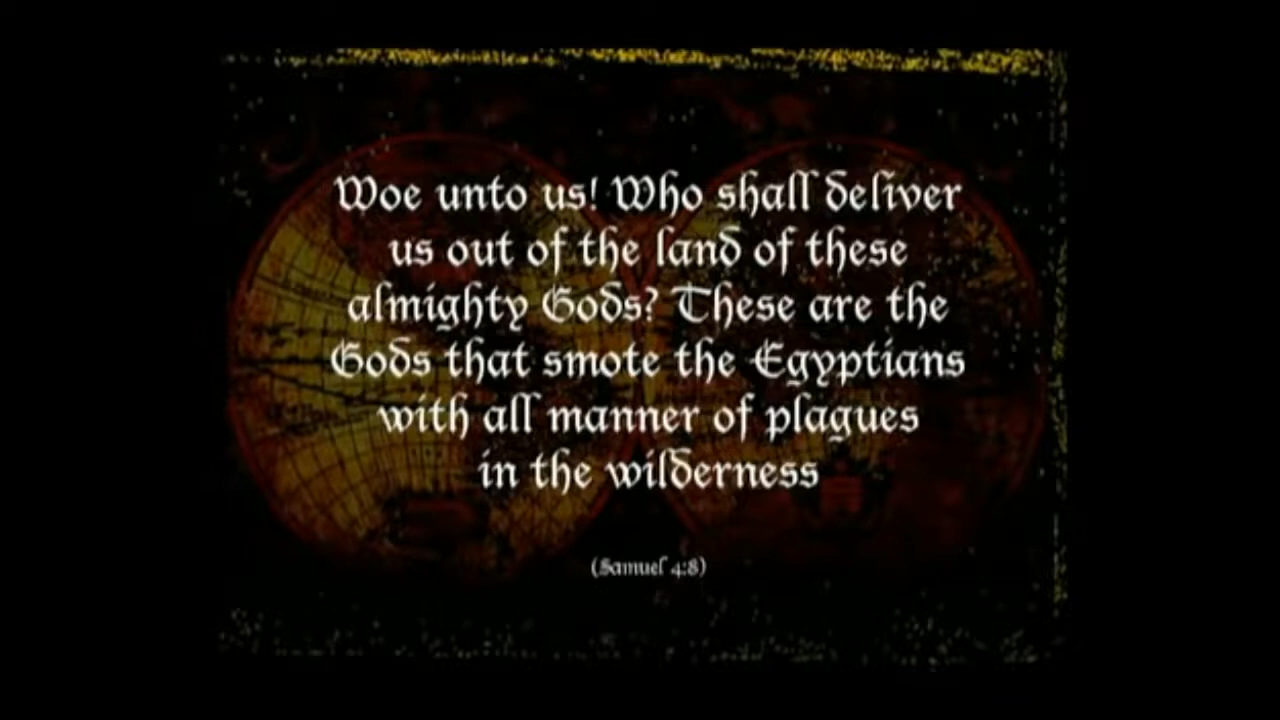 Woe unto us! Who shall deliver
us out of the land of these
almighty Gods? These are the
Gods that smote the Egyptians
with all manner of plagues
in the wilderness
(Samuel 4:8)